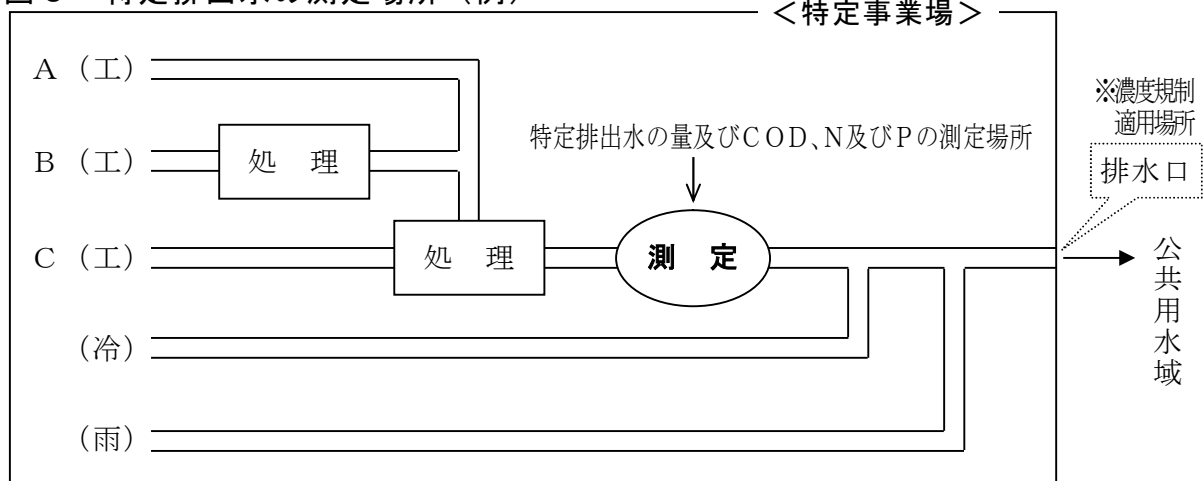 特定排出水の測定場所（例）
＜特定事業場＞
Ａ（工）
※濃度規制
適用場所
特定排出水の量及びＣＯＤ、Ｎ及びＰの測定場所
Ｂ（工）
処　理
排水口
Ｃ（工）
処　理
測　定
公共用水域
（冷）
（雨）